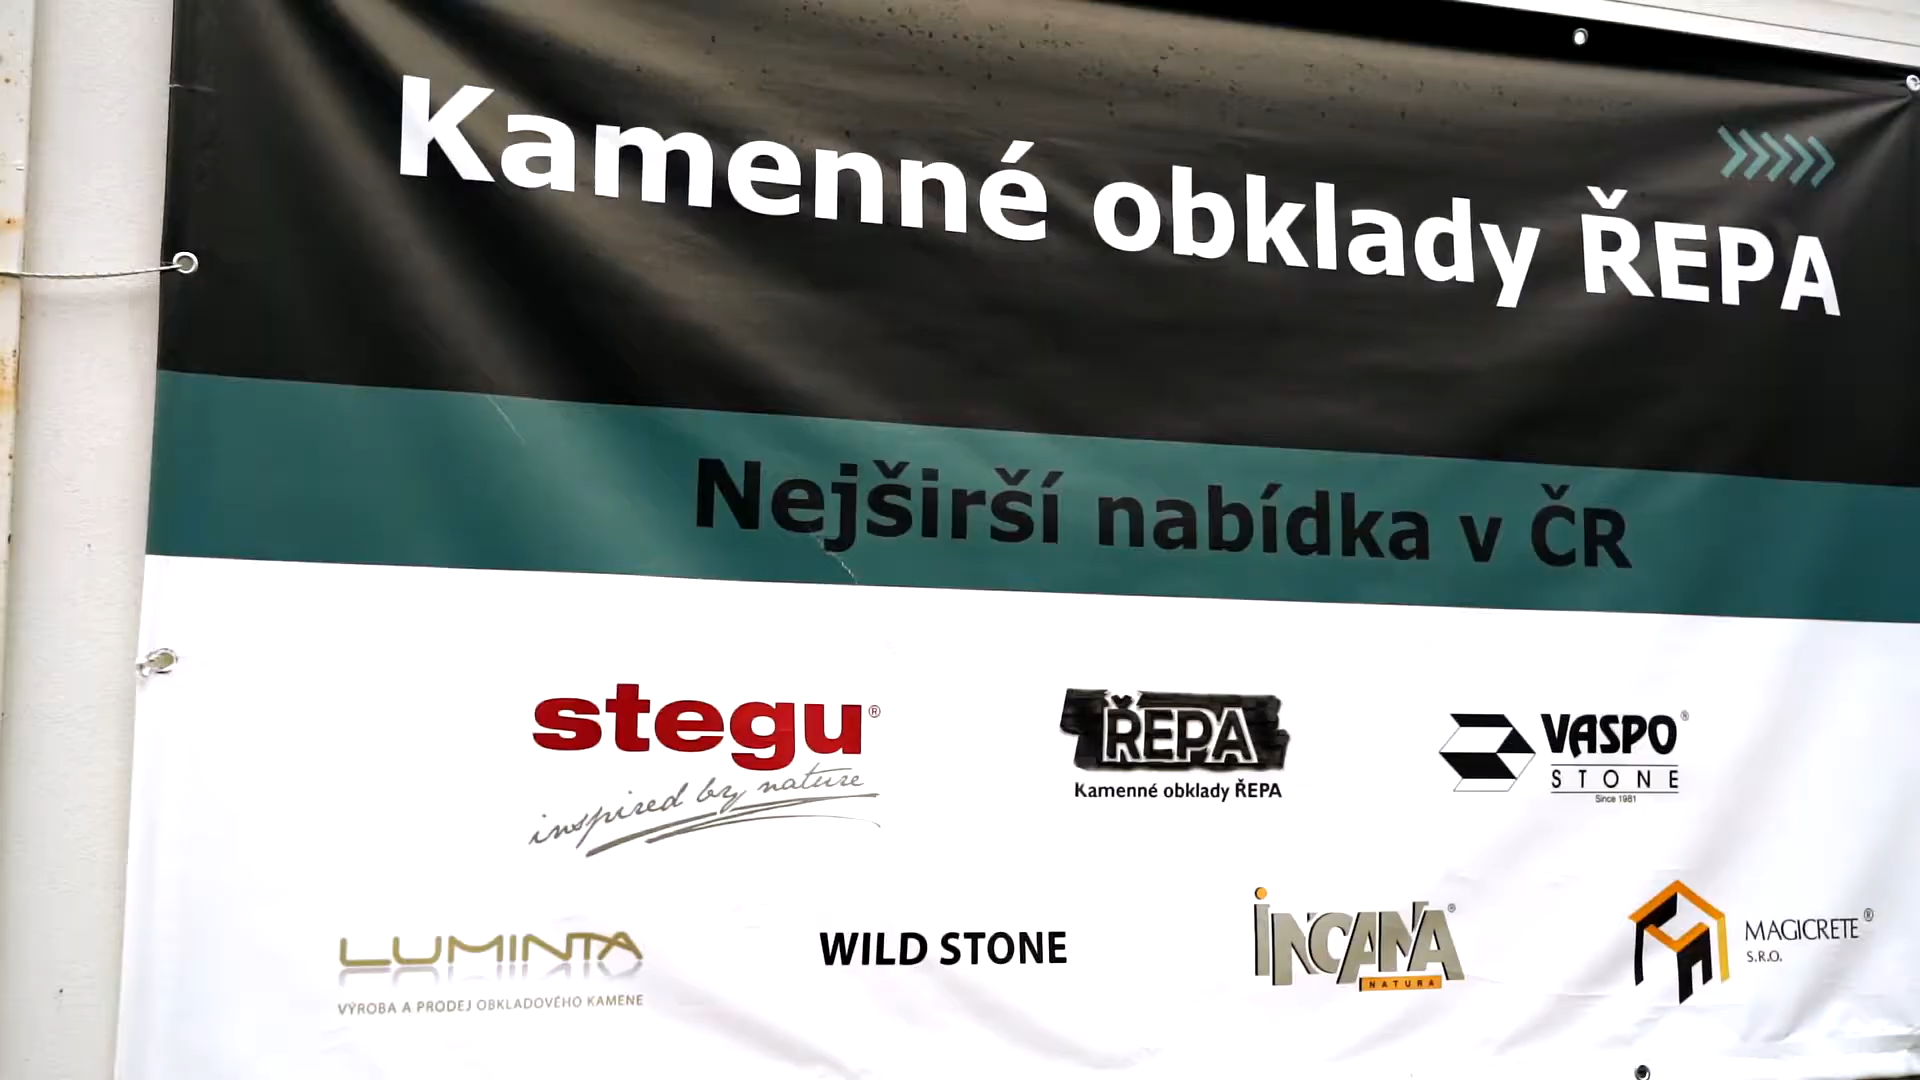 Kamenné obklady ŘEPA
Nejširší nabídka v ČR
stegu®
inspired by nature
ŘEPA
Kamenné obklady ŘEPA
VASPO®
STONE
Since 1981
LUMINTA
VÝROBA A PRODEJ OBKLADOVÉHO KAMENE
WILD STONE
INCANA®
NATURA
MAGICRETE®
S.R.O.